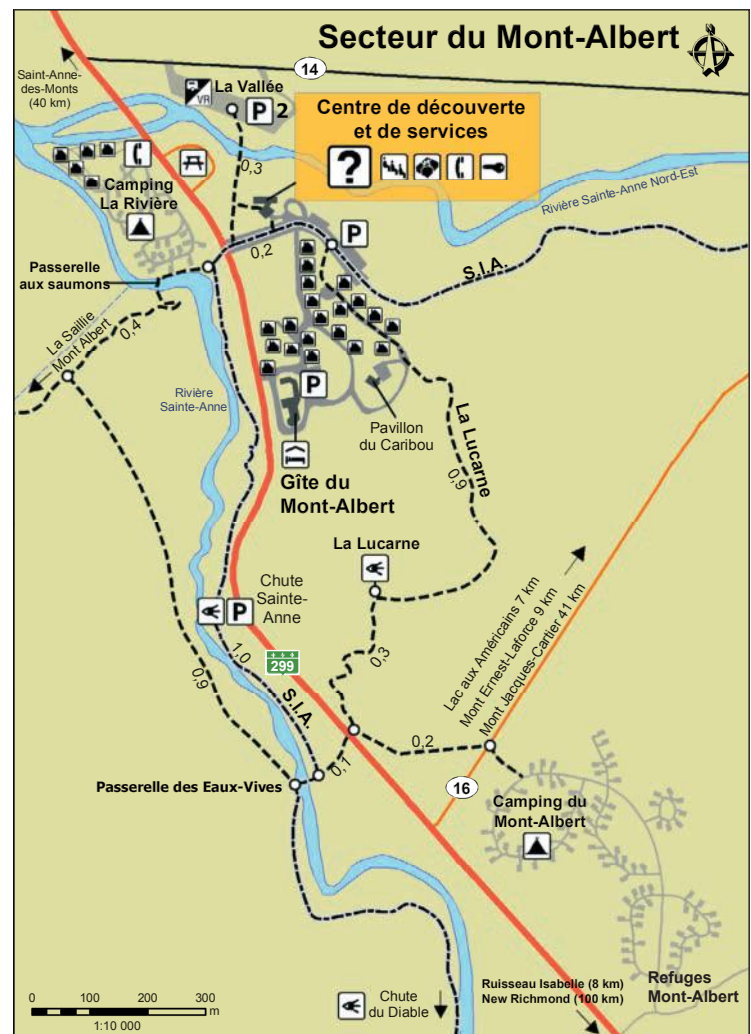 Secteur du Mont-Albert
14
Saint-Anne-
des-Monts
(40 km)
VR
La Vallée
P 2
Centre de découverte
et de services
?
0,3
Camping
La Rivière
Rivière Sainte-Anne Nord-Est
P
0,2
S.I.A.
Passerelle
aux saumons
La Saillie
Mont Albert
0,4
Rivière
Sainte-Anne
P
Pavillon
du Caribou
La Lucarne
0,9
Gîte du
Mont-Albert
La Lucarne
Chute
Sainte-
Anne
P
Lac aux Américains 7 km
Mont Ernest-Laforce 9 km
Mont Jacques-Cartier 41 km
1,0
299
0,3
0,9
S.I.A.
0,2
0,1
Passerelle des Eaux-Vives
16
Camping du
Mont-Albert
Refuges
Mont-Albert
Ruisseau Isabelle (8 km)
New Richmond (100 km)
Chute
du Diable
0 100 300
m
1:10 000